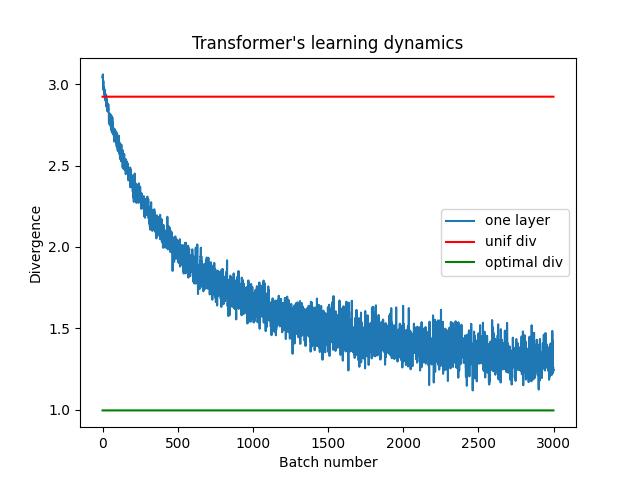 Transformer's learning dynamics
Divergence
3.0
2.5
2.0
1.5
1.0
one layer
unif div
optimal div
0
500
1000
1500
2000
2500
3000
Batch number